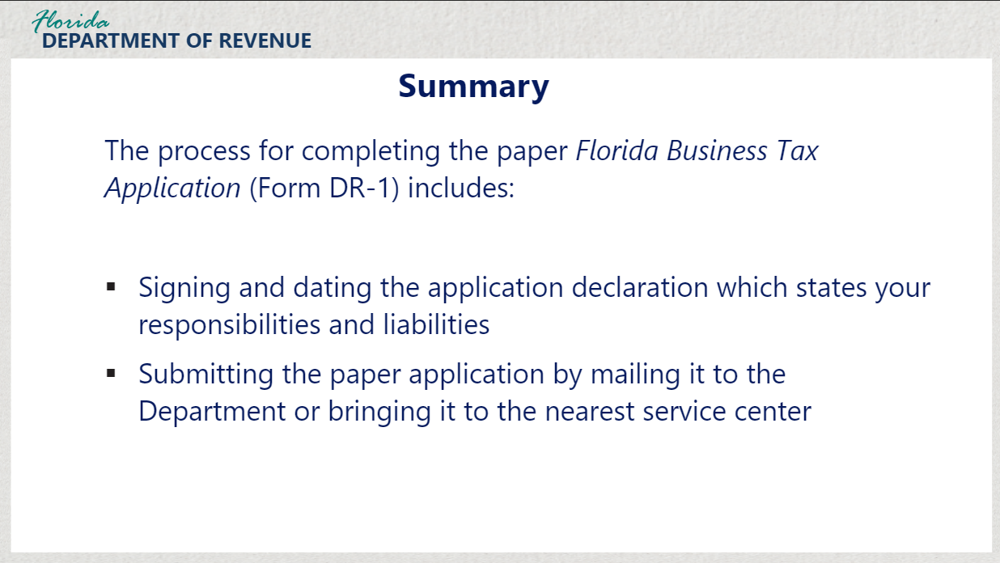 Florida
DEPARTMENT OF REVENUE
Summary
The process for completing the paper Florida Business Tax
Application (Form DR-1) includes:
▪ Signing and dating the application declaration which states your
responsibilities and liabilities
▪ Submitting the paper application by mailing it to the
Department or bringing it to the nearest service center